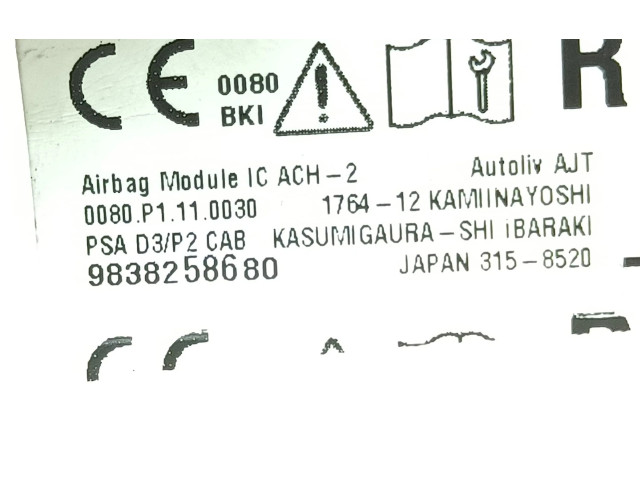 CE 0080
BKI
R
Airbag Module IC ACH-2 Autoliv AJT
0080.P1.11.0030 1764-12 KAMIINAYOSHI
PSA D3/P2 CAB KASUMIGAURA-SHI iBARAKI
9838258680 JAPAN 315-8520